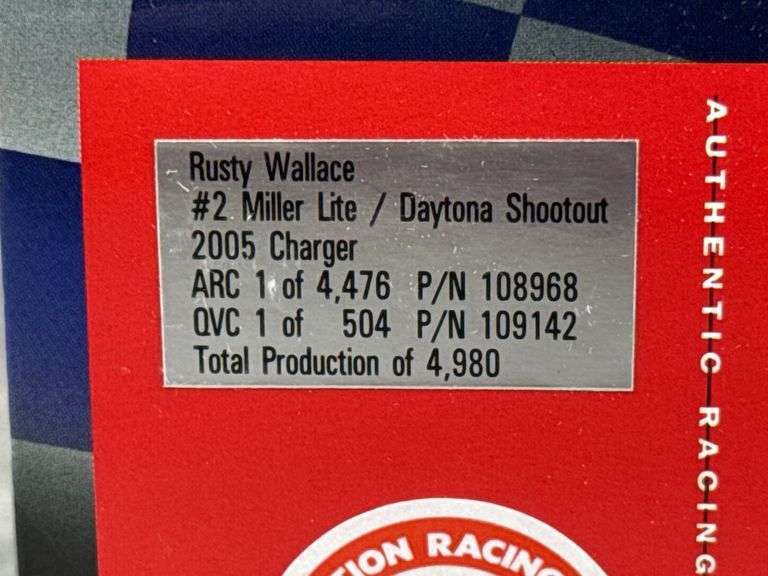 Rusty Wallace
#2 Miller Lite / Daytona Shootout
2005 Charger
ARC 1 of 4,476 P/N 108968
QVC 1 of 504 P/N 109142
Total Production of 4,980
AUTHENTIC RACING
RACING